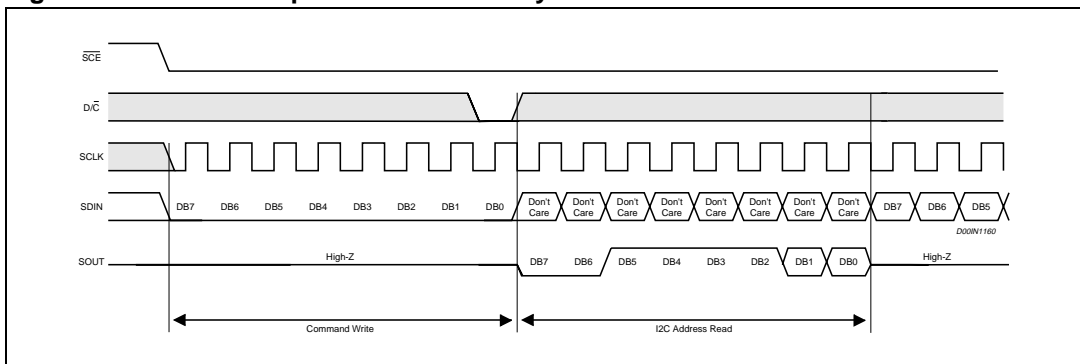 SCE
D/C
SCLK
SDIN DB7 DB6 DB5 DB4 DB3 DB2 DB1 DB0 Don't Care Don't Care Don't Care Don't Care Don't Care Don't Care Don't Care Don't Care DB7 DB6 DB5
D00IN1160
SOUT High-Z DB7 DB6 DB5 DB4 DB3 DB2 DB1 DB0 High-Z
Command Write I2C Address Read